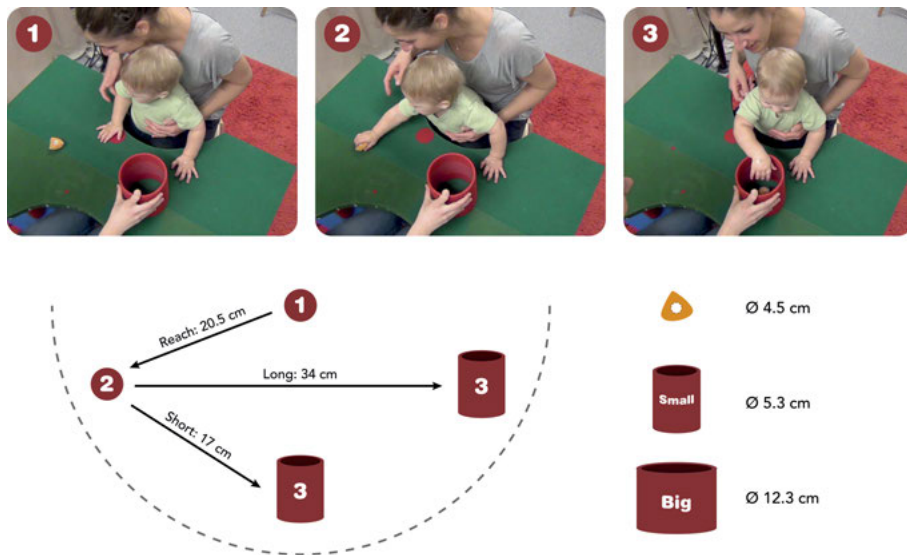 1
2
3
1
Reach: 20.5 cm
2
Long: 34 cm
3
Short: 17 cm
3
Ø 4.5 cm
Small
Ø 5.3 cm
Big
Ø 12.3 cm